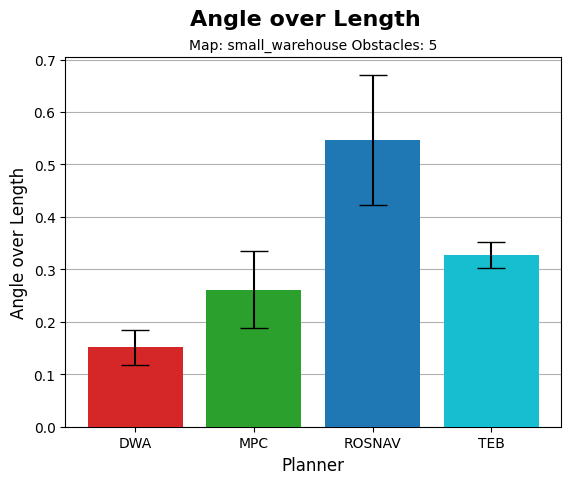 Angle over Length
Map: small_warehouse Obstacles: 5
0.7
0.6
0.5
0.4
0.3
0.2
0.1
0.0
Angle over Length
DWA
MPC
ROSNAV
TEB
Planner